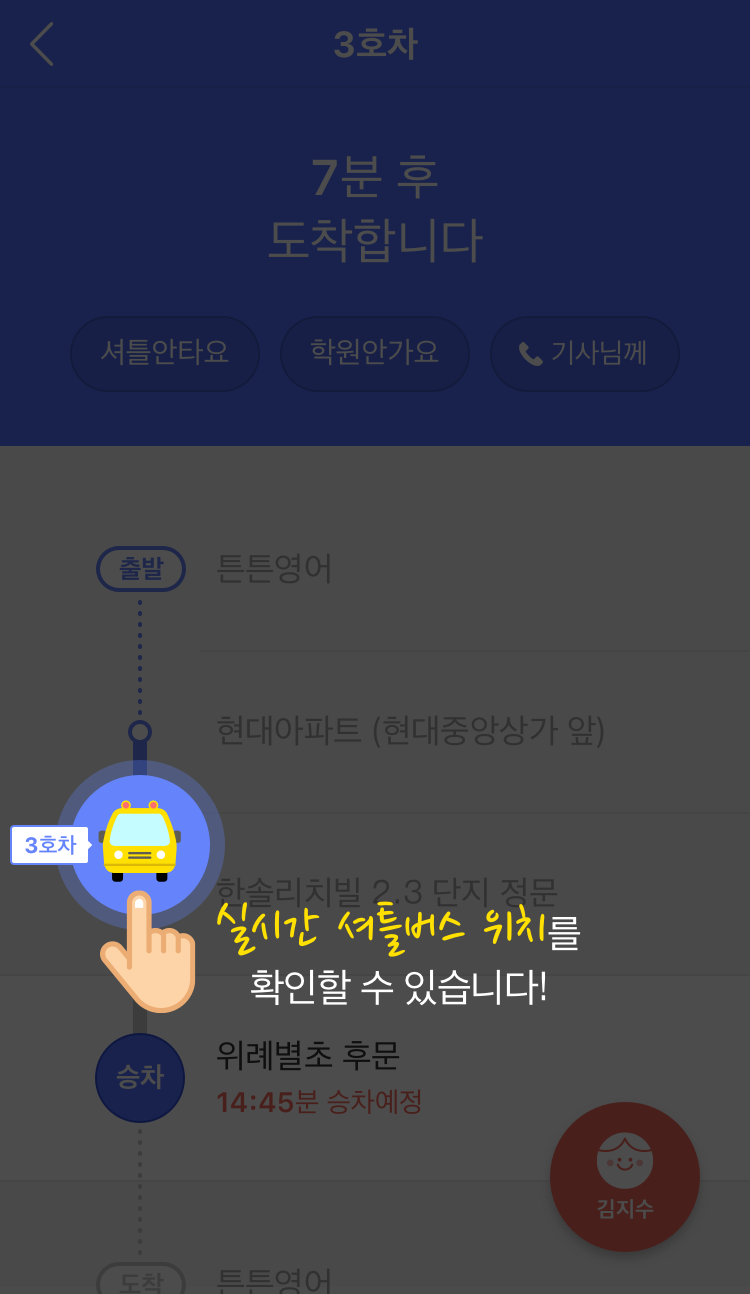 3호차
7분 후
도착합니다
셔틀안타요 학원안가요 기사님께
출발 튼튼영어
현대아파트 (현대중앙상가 앞)
3호차
한솔리치빌 2.3 단지 정문
실시간 셔틀버스 위치를
확인할 수 있습니다!
승차 위례별초 후문
14:45분 승차예정
김지수
도착 튼튼영어